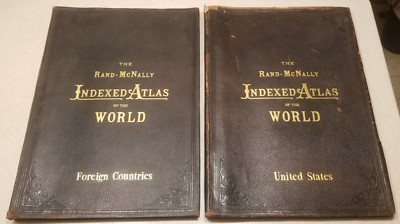 THE
RAND-MCNALLY
INDEXED ATLAS
OF THE
WORLD
Foreign Countries
THE
RAND-MCNALLY
INDEXED ATLAS
OF THE
WORLD
United States